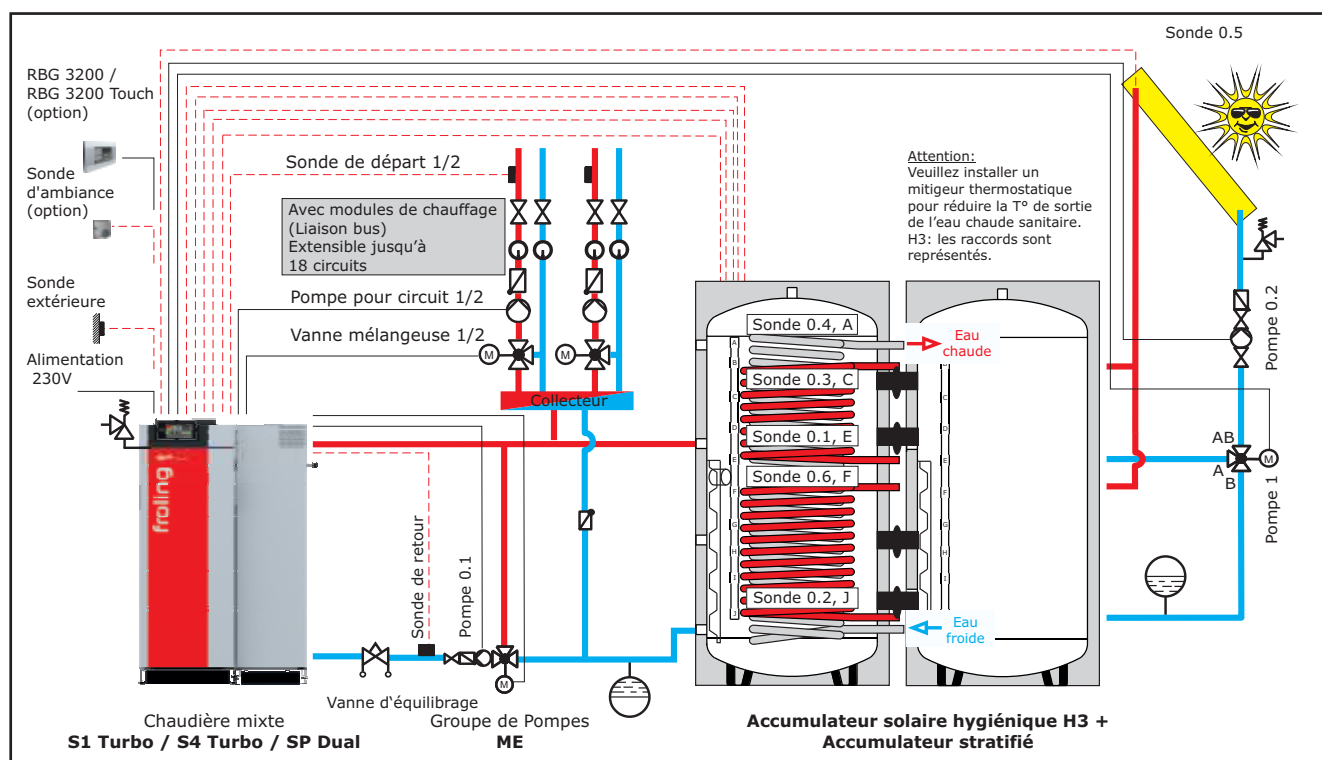 Sonde 0.5
RBG 3200 /
RBG 3200 Touch
(option)
Sonde
d'ambiance
(option)
Sonde
extérieure
Alimentation
230V
Sonde de départ 1/2
Avec modules de chauffage
(Liaison bus)
Extensible jusqu'à
18 circuits
Pompe pour circuit 1/2
Vanne mélangeuse 1/2
M
M
Collecteur
Attention:
Veuillez installer un
mitigeur thermostatique
pour réduire la T° de sortie
de l'eau chaude sanitaire.
H3: les raccords sont
représentés.
Sonde 0.4, A
Sonde 0.3, C
Sonde 0.1, E
Sonde 0.6, F
Sonde 0.2, J
A
B
C
D
E
F
G
H
I
J
Eau
chaude
Eau
froide
C
D
E
F
G
H
I
Pompe 0.2
AB
A
B
M
Pompe 1
froling
Sonde de retour
Pompe 0.1
M
Vanne d'équilibrage
Chaudière mixte
S1 Turbo / S4 Turbo / SP Dual
Groupe de Pompes
ME
Accumulateur solaire hygiénique H3 +
Accumulateur stratifié